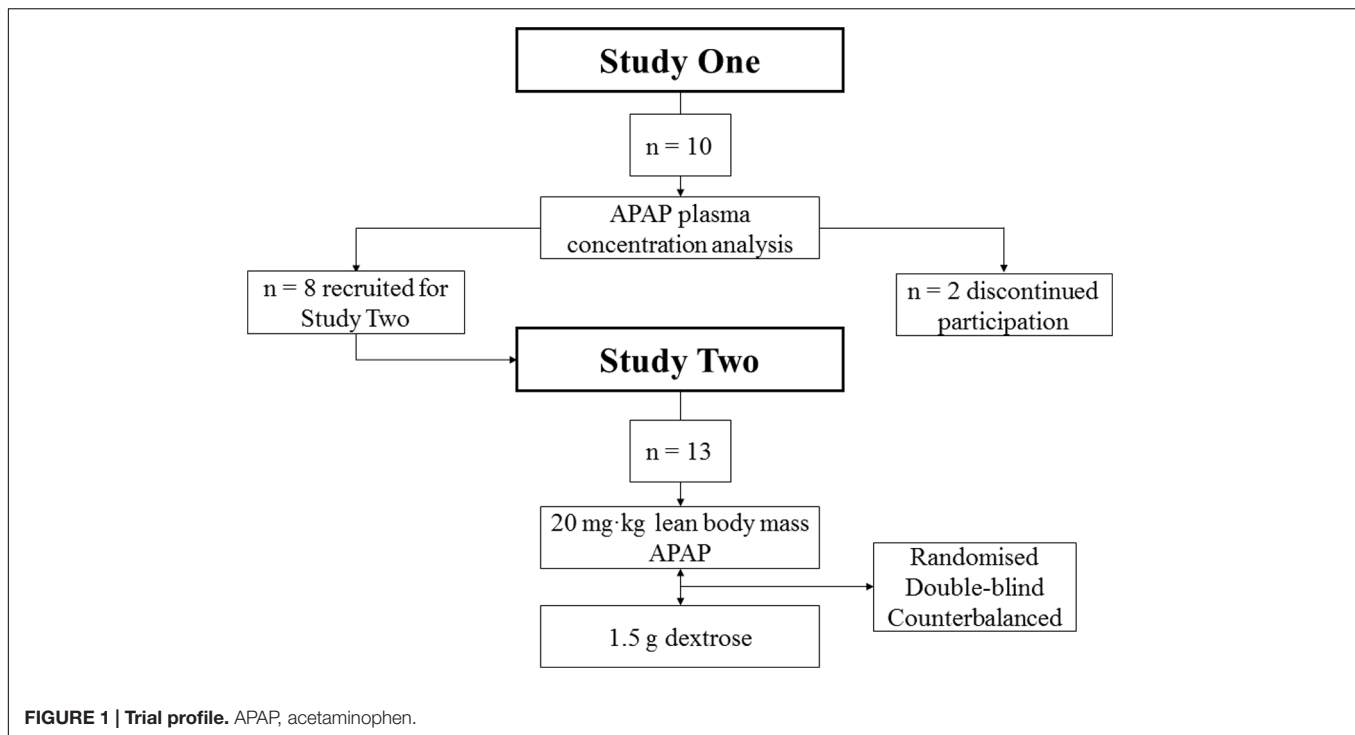 Study One
n = 10
APAP plasma
concentration analysis
n = 8 recruited for
Study Two
n = 2 discontinued
participation
Study Two
n = 13
20 mg·kg lean body mass
APAP
Randomised
Double-blind
Counterbalanced
1.5 g dextrose
FIGURE 1 | Trial profile. APAP, acetaminophen.